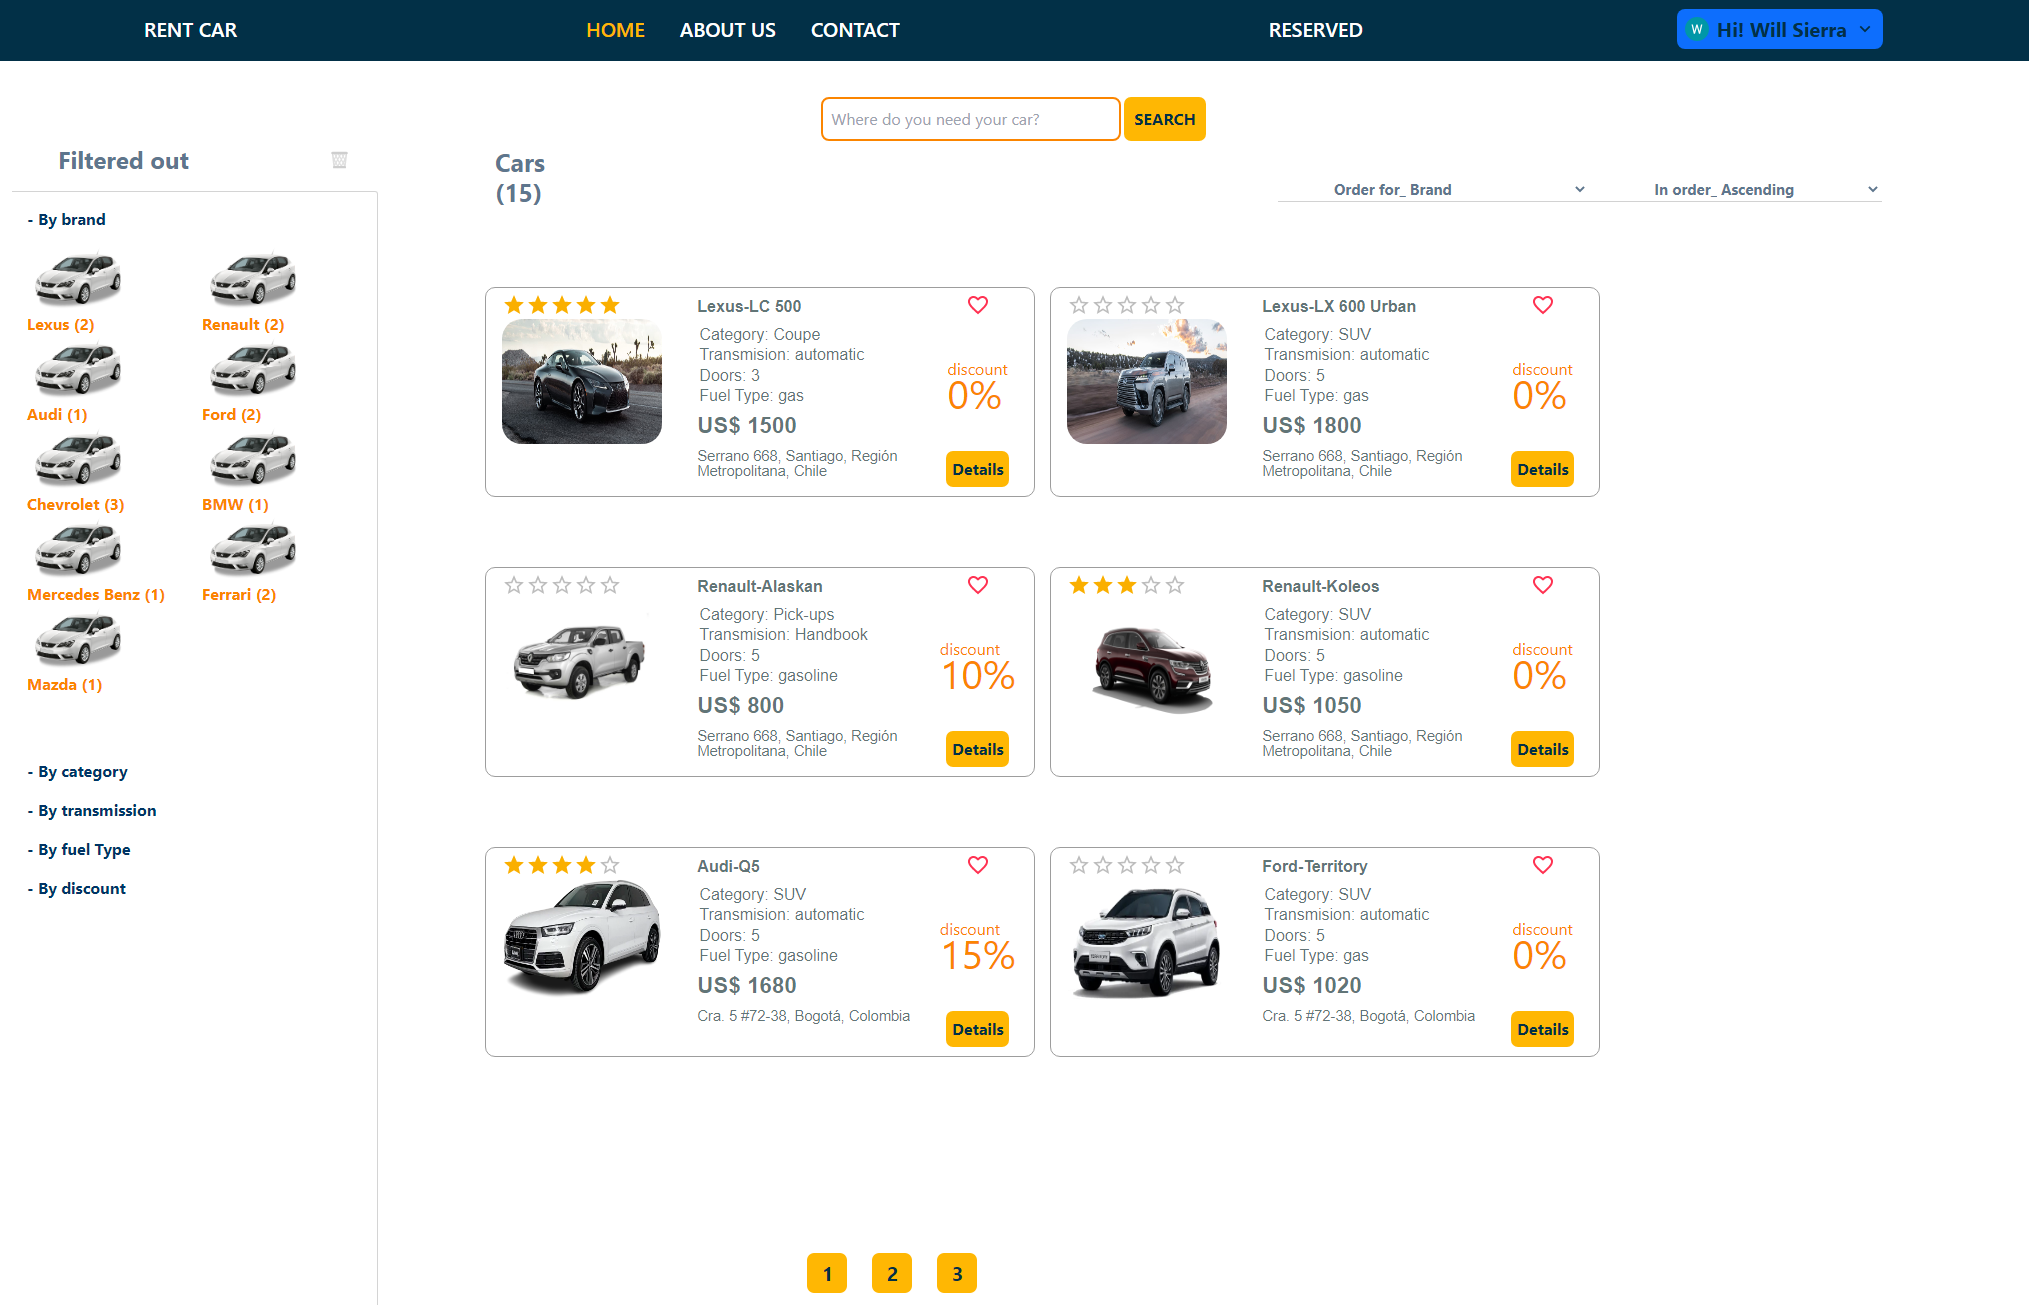 RENT CAR
HOME
ABOUT US
CONTACT
RESERVED
W
Hi! Will Sierra
Where do you need your car?
SEARCH
Filtered out
Cars
(15)
Order for_ Brand
In order_ Ascending
- By brand
Lexus (2)
Renault (2)
Audi (1)
Ford (2)
Chevrolet (3)
BMW (1)
Mercedes Benz (1)
Ferrari (2)
Mazda (1)
- By category
- By transmission
- By fuel Type
- By discount
Lexus-LC 500
Category: Coupe
Transmision: automatic
Doors: 3
Fuel Type: gas
US$ 1500
Serrano 668, Santiago, Región
Metropolitana, Chile
discount
0%
Details
Lexus-LX 600 Urban
Category: SUV
Transmision: automatic
Doors: 5
Fuel Type: gas
US$ 1800
Serrano 668, Santiago, Región
Metropolitana, Chile
discount
0%
Details
Renault-Alaskan
Category: Pick-ups
Transmision: Handbook
Doors: 5
Fuel Type: gasoline
US$ 800
Serrano 668, Santiago, Región
Metropolitana, Chile
discount
10%
Details
Renault-Koleos
Category: SUV
Transmision: automatic
Doors: 5
Fuel Type: gasoline
US$ 1050
Serrano 668, Santiago, Región
Metropolitana, Chile
discount
0%
Details
Audi-Q5
Category: SUV
Transmision: automatic
Doors: 5
Fuel Type: gasoline
US$ 1680
Cra. 5 #72-38, Bogotá, Colombia
discount
15%
Details
Ford-Territory
Category: SUV
Transmision: automatic
Doors: 5
Fuel Type: gas
US$ 1020
Cra. 5 #72-38, Bogotá, Colombia
discount
0%
Details
1
2
3